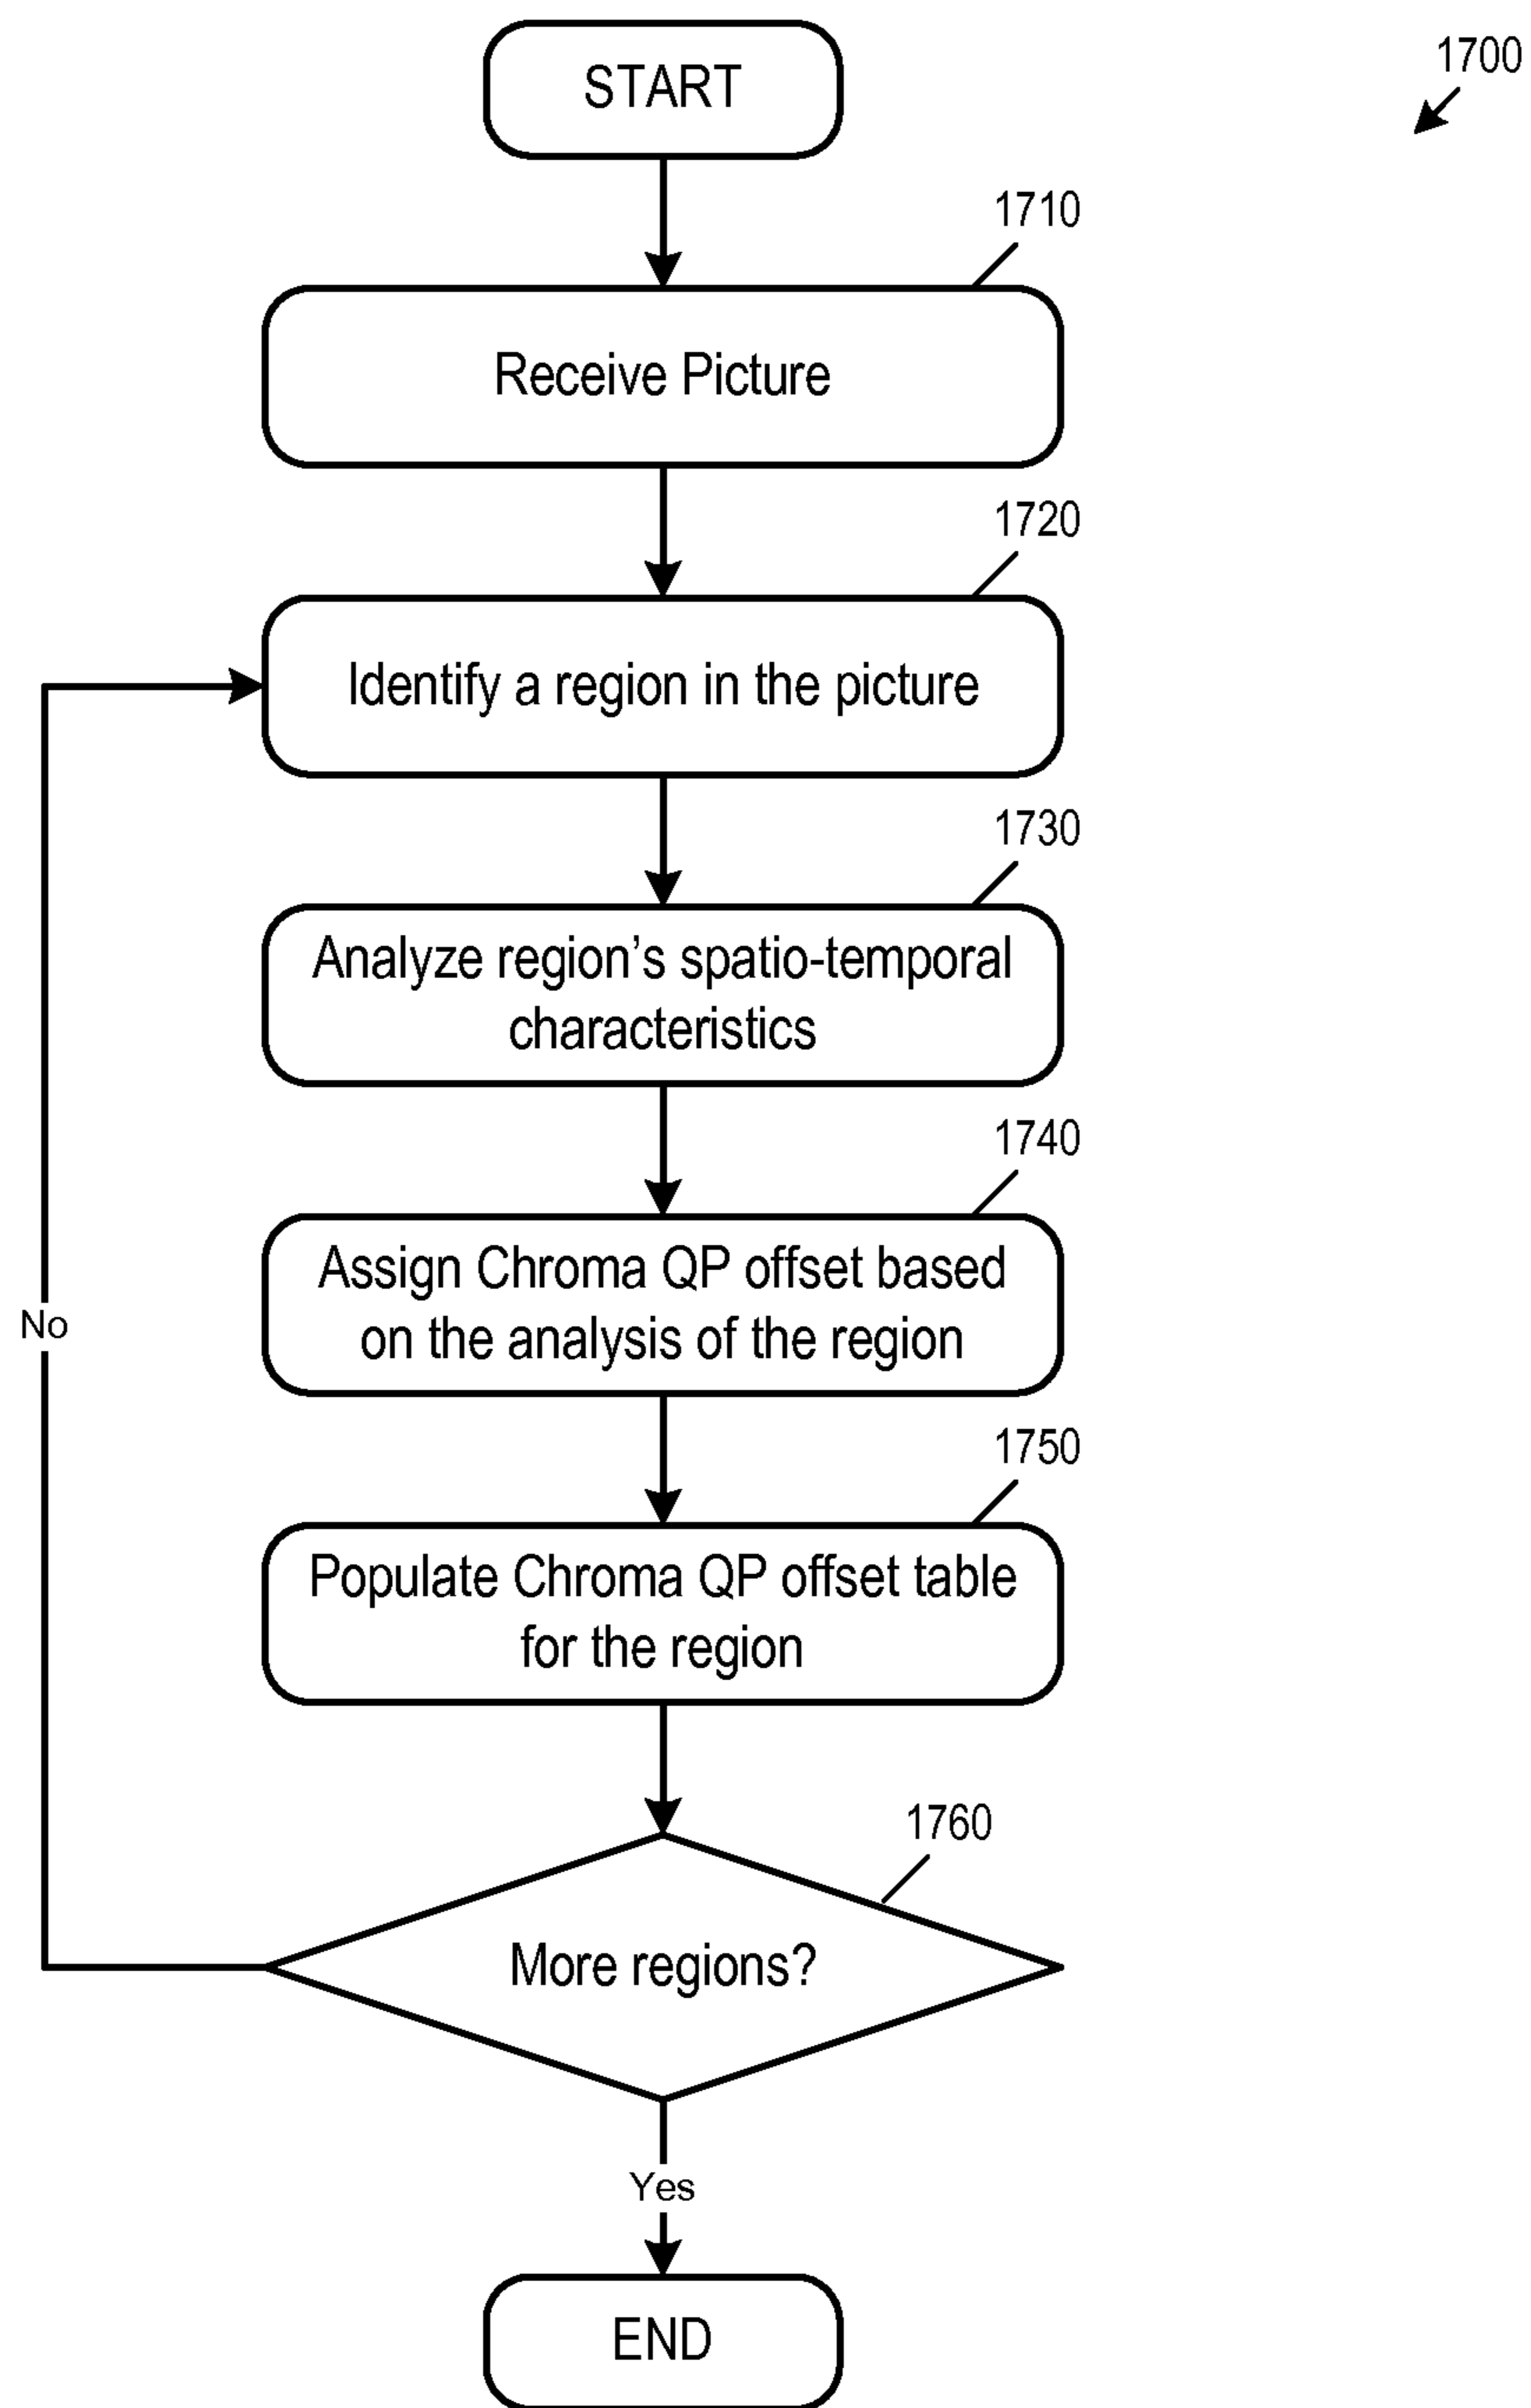 START
1700
1710
Receive Picture
1720
Identify a region in the picture
1730
Analyze region's spatio-temporal
characteristics
1740
Assign Chroma QP offset based
on the analysis of the region
No
1750
Populate Chroma QP offset table
for the region
1760
More regions?
Yes
END